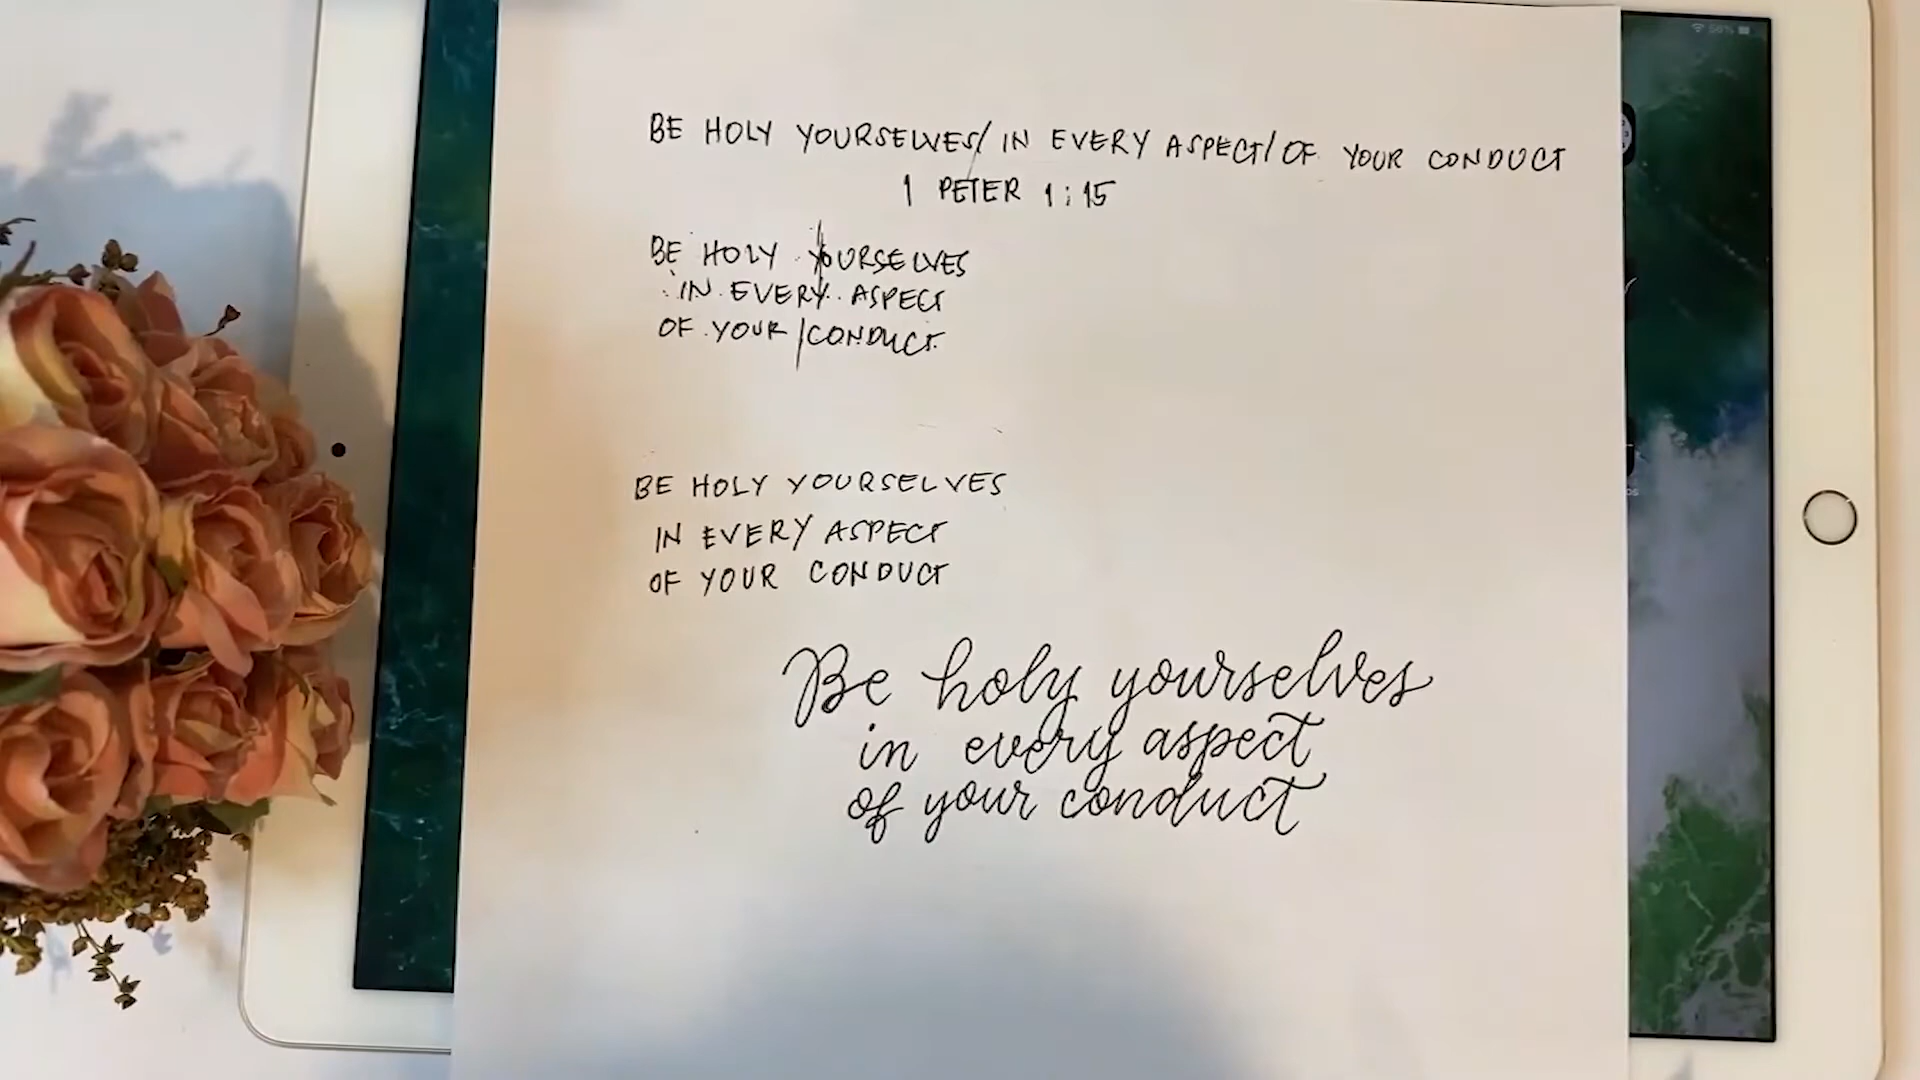 BE HOLY YOURSELVES/ IN EVERY ASPECT/ OF YOUR CONDUCT
1 PETER 1:15
BE HOLY YOURSELVES
IN EVERY ASPECT
OF YOUR/CONDUCT
BE HOLY YOURSELVES
IN EVERY ASPECT
OF YOUR CONDUCT
Be holy yourselves
in every aspect
of your conduct